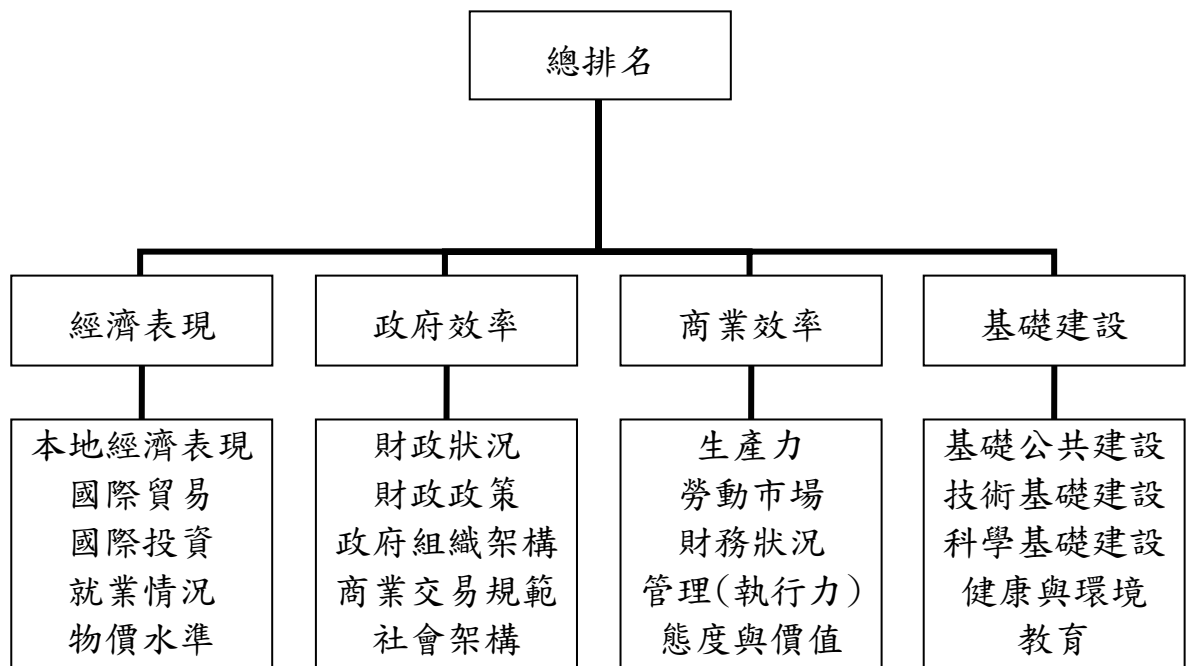 總排名
經濟表現
政府效率
商業效率
基礎建設
本地經濟表現
國際貿易
國際投資
就業情況
物價水準
財政狀況
財政政策
政府組織架構
商業交易規範
社會架構
生產力
勞動市場
財務狀況
管理(執行力)
態度與價值
基礎公共建設
技術基礎建設
科學基礎建設
健康與環境
教育